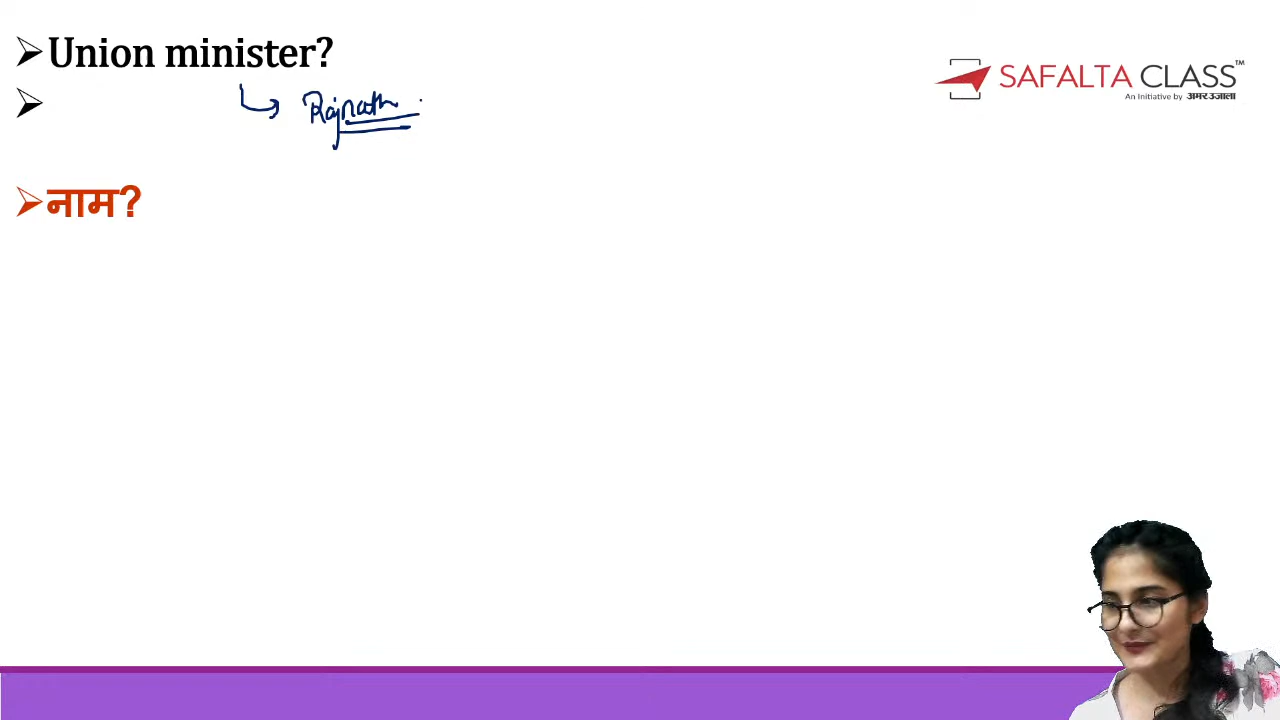 Union minister?
Rajnath
नाम?
SAFALTA CLASS™
An Initiative by अमर उजाला